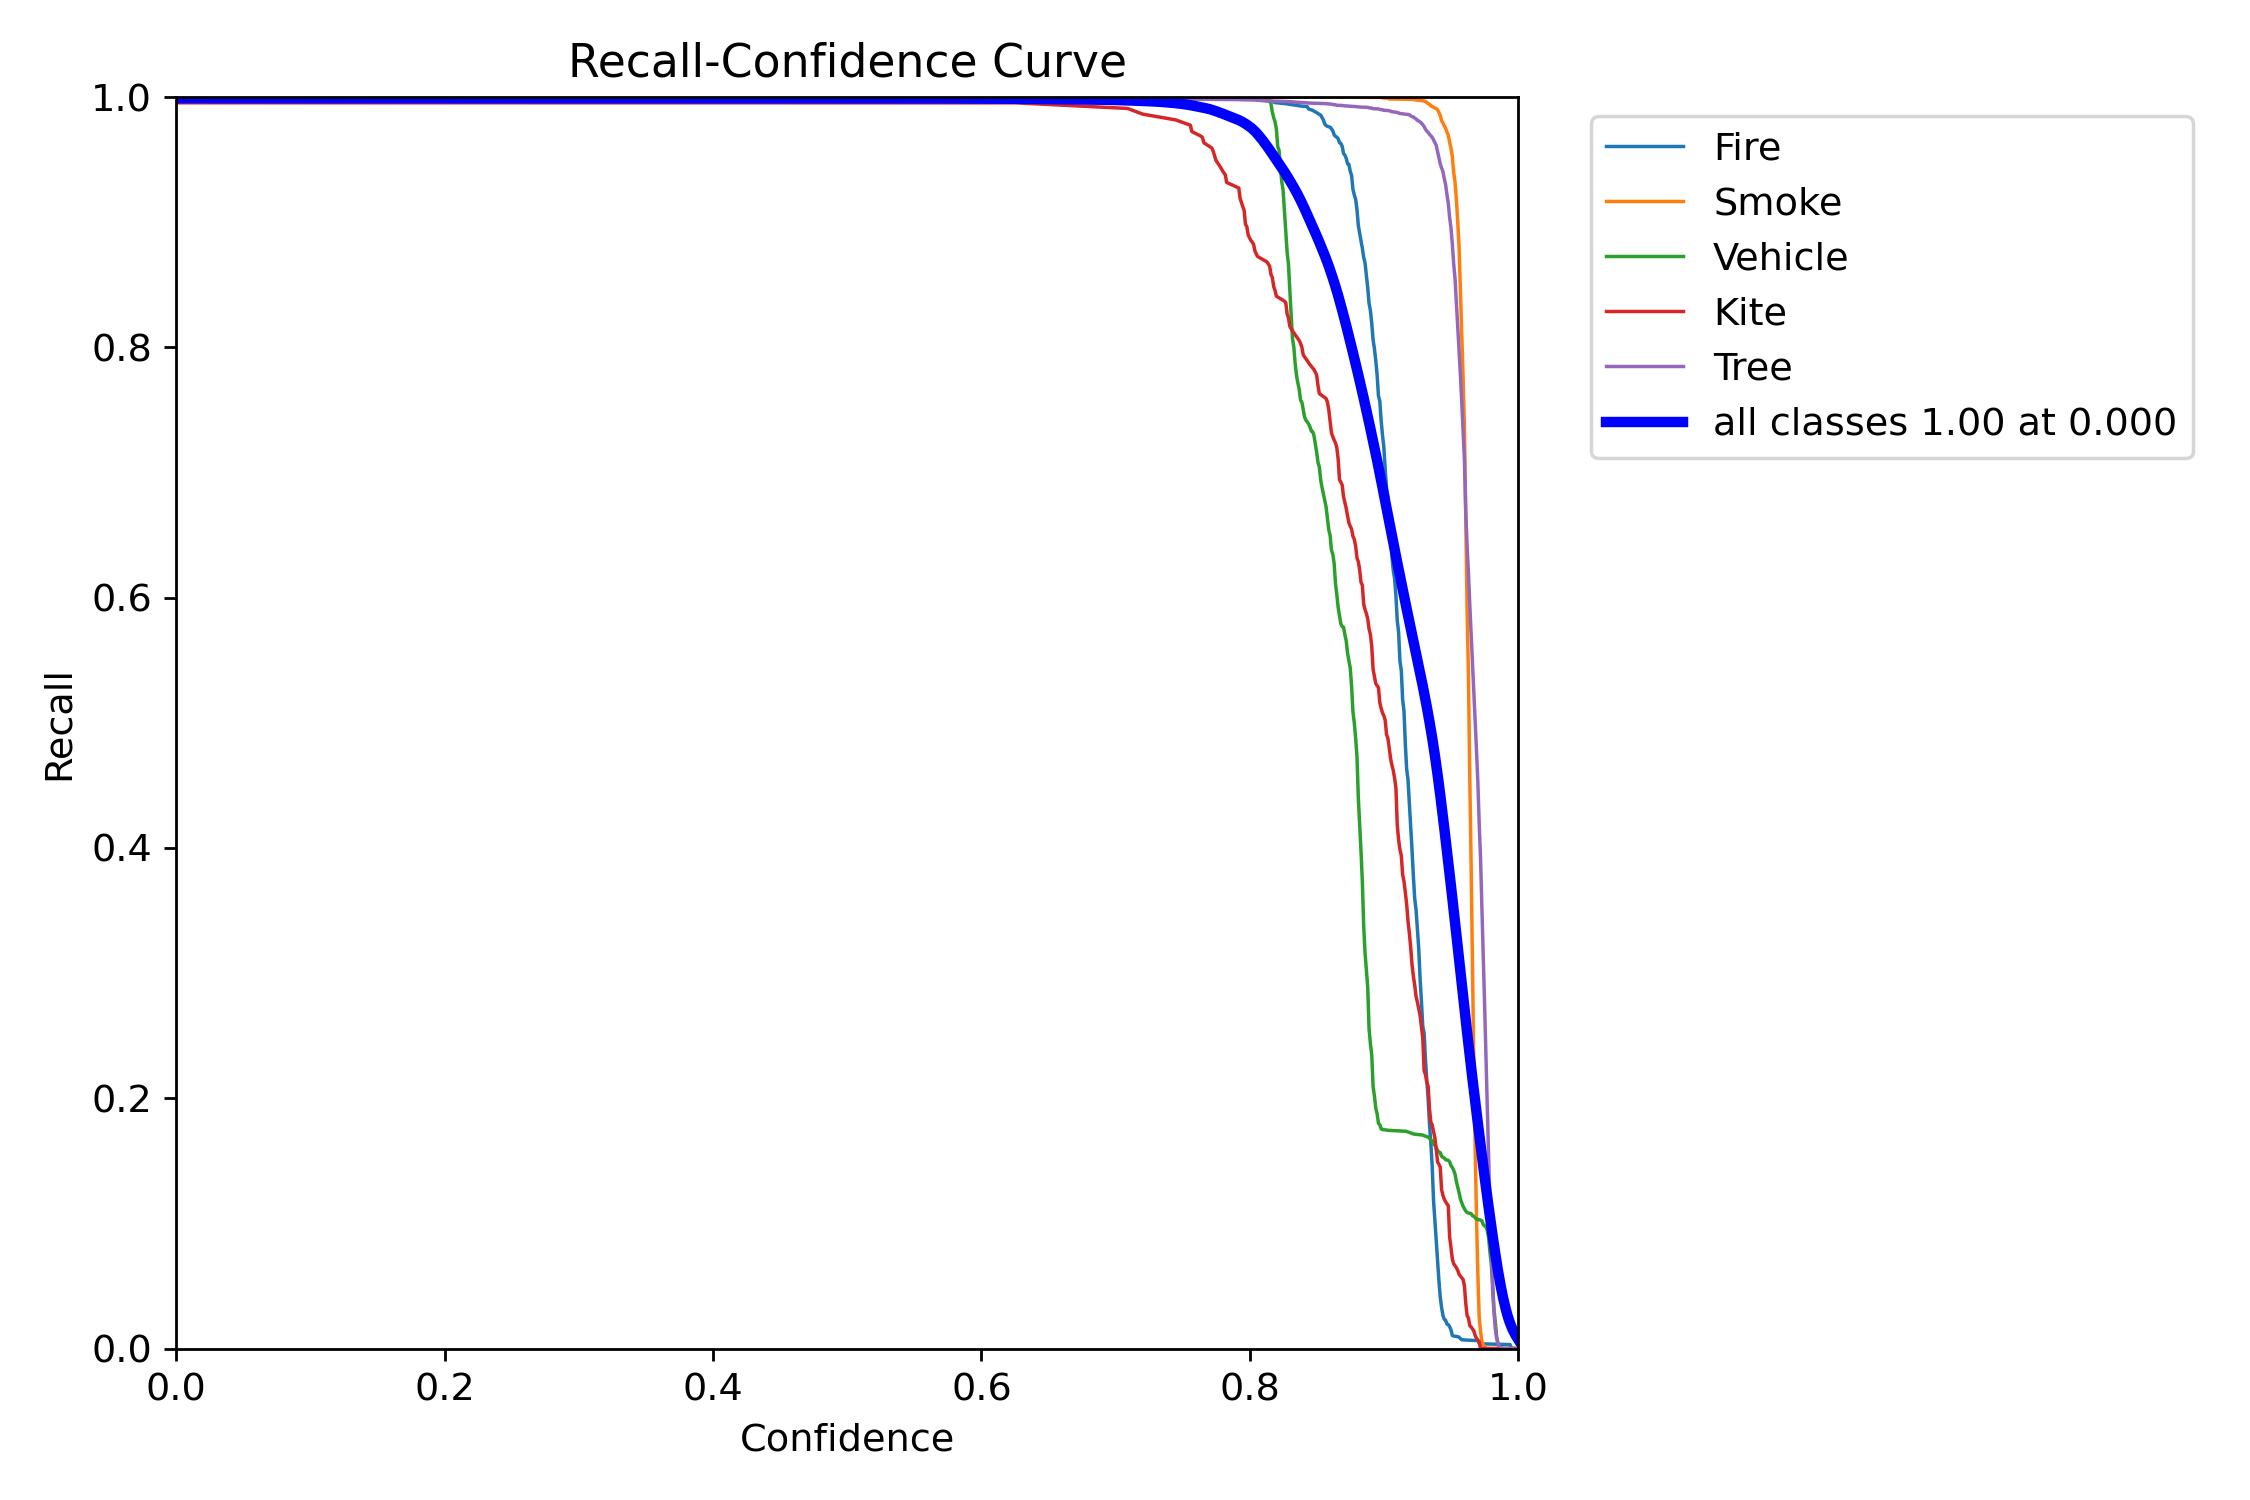 Recall-Confidence Curve
1.0
0.8
0.6
0.4
0.2
0.0
Recall
0.0 0.2 0.4 0.6 0.8 1.0
Confidence
Fire
Smoke
Vehicle
Kite
Tree
all classes 1.00 at 0.000